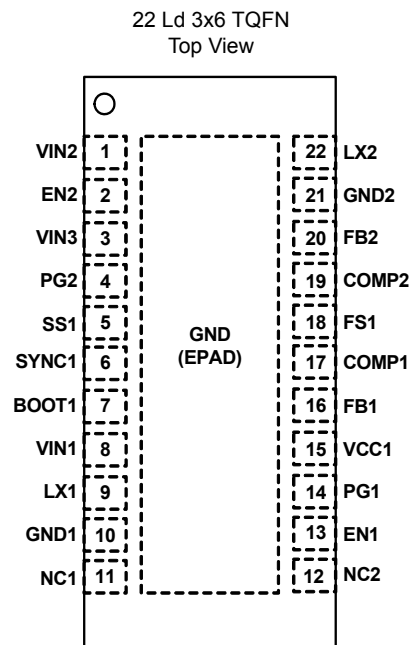 22 Ld 3x6 TQFN
Top View
VIN2 1 22 LX2
EN2 2 21 GND2
VIN3 3 20 FB2
PG2 4 19 COMP2
SS1 5 18 FS1
GND
(EPAD)
SYNC1 6 17 COMP1
BOOT1 7 16 FB1
VIN1 8 15 VCC1
LX1 9 14 PG1
GND1 10 13 EN1
NC1 11 12 NC2